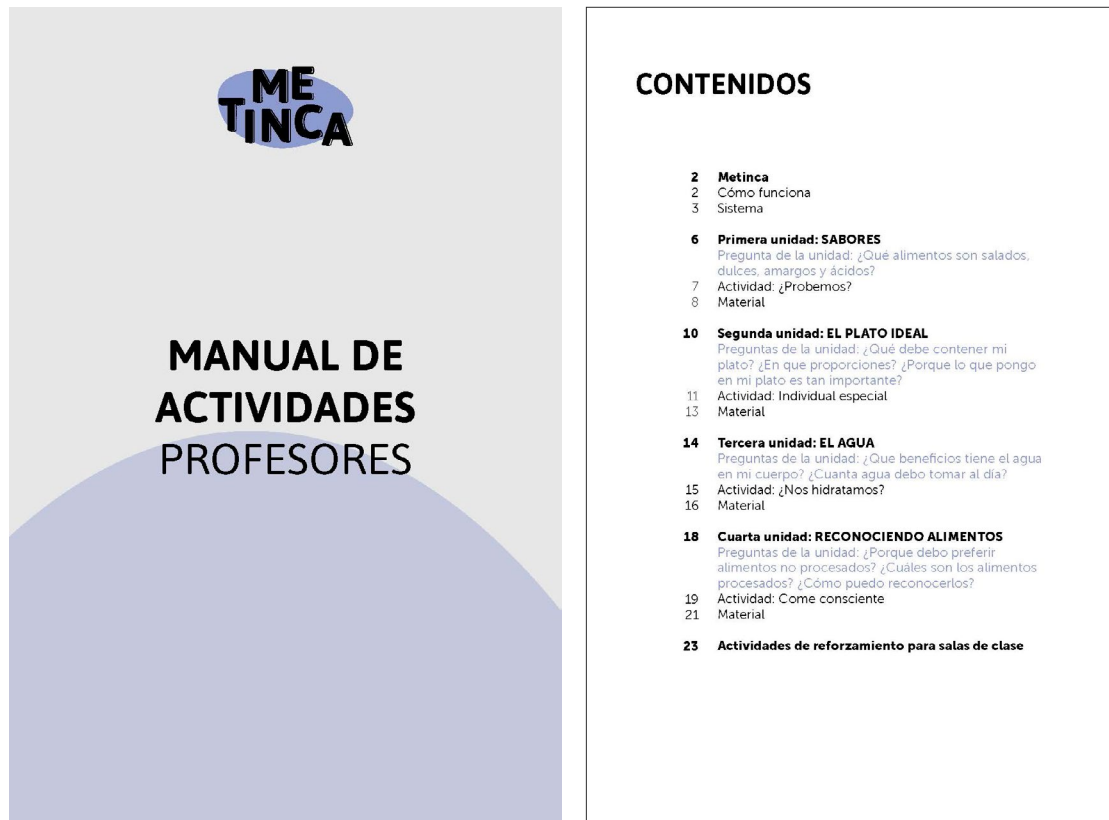 ME
TINCA
MANUAL DE
ACTIVIDADES
PROFESORES
CONTENIDOS
2 Metinca
2 Cómo funciona
3 Sistema
6 Primera unidad: SABORES
Pregunta de la unidad: ¿Qué alimentos son salados,
dulces, amargos y ácidos?
7 Actividad: ¿Probemos?
8 Material
10 Segunda unidad: EL PLATO IDEAL
Preguntas de la unidad: ¿Qué debe contener mi
plato? ¿En que proporciones? ¿Porque lo que pongo
en mi plato es tan importante?
11 Actividad: Individual especial
13 Material
14 Tercera unidad: EL AGUA
Preguntas de la unidad: ¿Que beneficios tiene el agua
en mi cuerpo? ¿Cuanta agua debo tomar al día?
15 Actividad: ¿Nos hidratamos?
16 Material
18 Cuarta unidad: RECONOCIENDO ALIMENTOS
Preguntas de la unidad: ¿Porque debo preferir
alimentos no procesados? ¿Cuáles son los alimentos
procesados? ¿Cómo puedo reconocerlos?
19 Actividad: Come consciente
21 Material
23 Actividades de reforzamiento para salas de clase